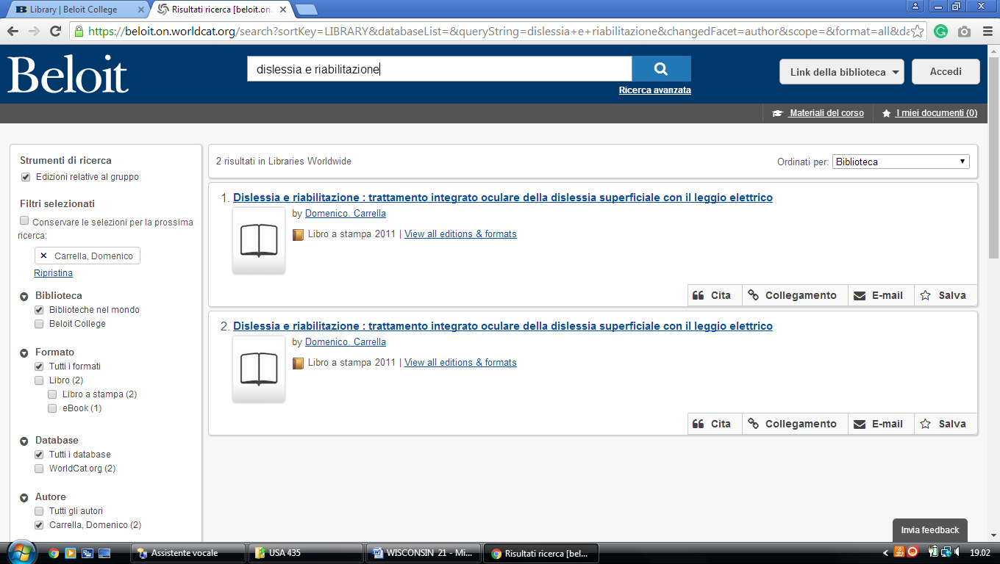 Library | Beloit College
Risultati ricerca [beloit.on.
https://beloit.on.worldcat.org/search?sortKey=LIBRARY&databaseList=&queryString=dislessia+e+riabilitazione&changedFacet=author&scope=&format=all&da
Beloit
dislessia e riabilitazione
Ricerca avanzata
Link della biblioteca
Accedi
Materiali del corso
I miei documenti (0)
Strumenti di ricerca
Edizioni relative al gruppo
Filtri selezionati
Conservare le selezioni per la prossima
ricerca:
Carrella, Domenico
Ripristina
Biblioteca
Biblioteche nel mondo
Beloit College
Formato
Tutti i formati
Libro (2)
Libro a stampa (2)
eBook (1)
Database
Tutti i database
WorldCat.org (2)
Autore
Tutti gli autori
Carrella, Domenico (2)
2 risultati in Libraries Worldwide
Ordinati per: Biblioteca
1. Dislessia e riabilitazione : trattamento integrato oculare della dislessia superficiale con il leggio elettrico
by Domenico. Carrella
Libro a stampa 2011 | View all editions & formats
Cita Collegamento E-mail Salva
2. Dislessia e riabilitazione : trattamento integrato oculare della dislessia superficiale con il leggio elettrico
by Domenico. Carrella
Libro a stampa 2011 | View all editions & formats
Cita Collegamento E-mail Salva
Invia feedback
Assistente vocale
USA 435
WISCONSIN 21 - Mi...
Risultati ricerca [bel...
19.02